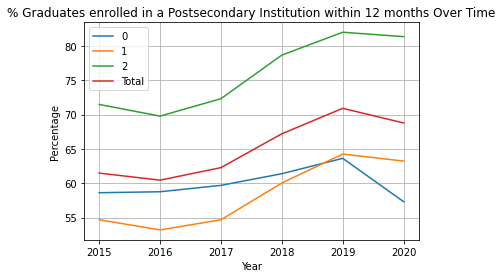 % Graduates enrolled in a Postsecondary Institution within 12 months Over Time
0
1
2
Total
80
75
70
65
60
55
Percentage
2015 2016 2017 2018 2019 2020
Year